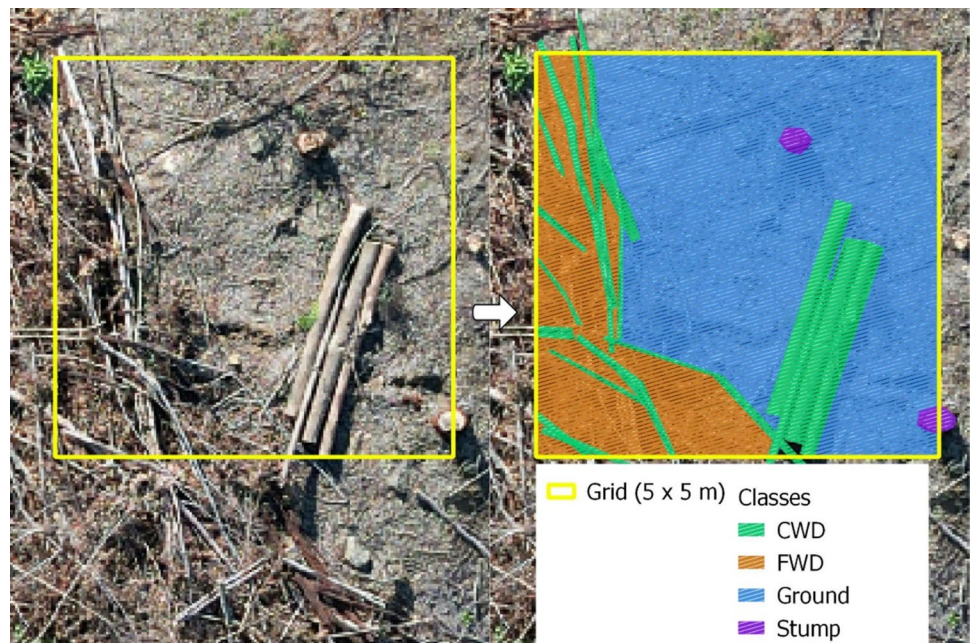 Grid (5 x 5 m)
Classes
CWD
FWD
Ground
Stump